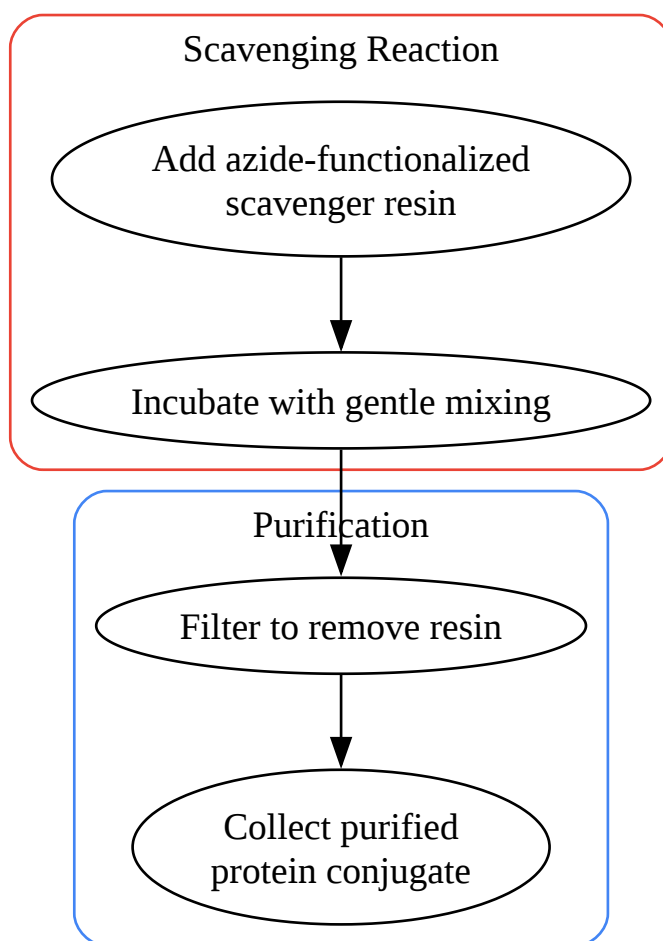 Scavenging Reaction
Add azide-functionalized
scavenger resin
Incubate with gentle mixing
Purification
Filter to remove resin
Collect purified
protein conjugate